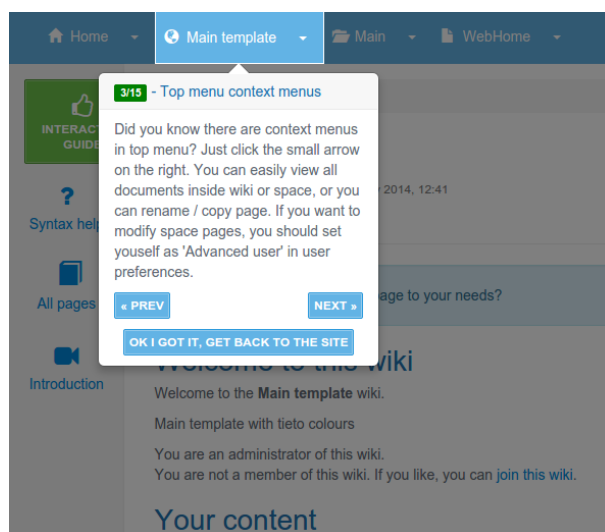 Home Main template Main WebHome
3/15 - Top menu context menus
INTERAC
GUIDE
Did you know there are context menus
in top menu? Just click the small arrow
on the right. You can easily view all
documents inside wiki or space, or you
can rename / copy page. If you want to
modify space pages, you should set
youself as 'Advanced user' in user
preferences.
2014, 12:41
Syntax help
All pages
« PREV NEXT »
age to your needs?
OK I GOT IT, GET BACK TO THE SITE
Introduction
Welcome to this wiki
Welcome to the Main template wiki.
Main template with tieto colours
You are an administrator of this wiki.
You are not a member of this wiki. If you like, you can join this wiki.
Your content